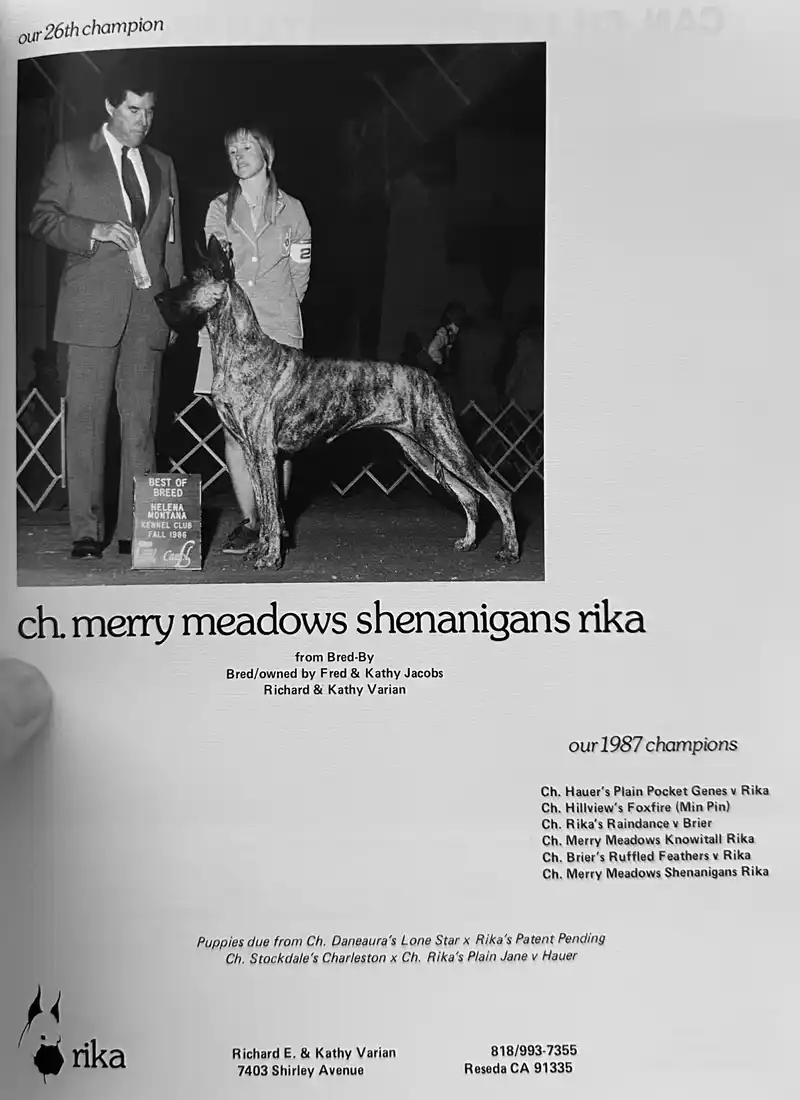 our 26th champion
2
BEST OF
BREED
HELENA
MONTANA
KENNEL CLUB
FALL 1986
ch. merry meadows shenanigans rika
from Bred-By
Bred/owned by Fred & Kathy Jacobs
Richard & Kathy Varian
our 1987 champions
Ch. Hauer's Plain Pocket Genes v Rika
Ch. Hillview's Foxfire (Min Pin)
Ch. Rika's Raindance v Brier
Ch. Merry Meadows Knowitall Rika
Ch. Brier's Ruffled Feathers v Rika
Ch. Merry Meadows Shenanigans Rika
Puppies due from Ch. Daneaura's Lone Star x Rika's Patent Pending
Ch. Stockdale's Charleston x Ch. Rika's Plain Jane v Hauer
rika
Richard E. & Kathy Varian
7403 Shirley Avenue
818/993-7355
Reseda CA 91335